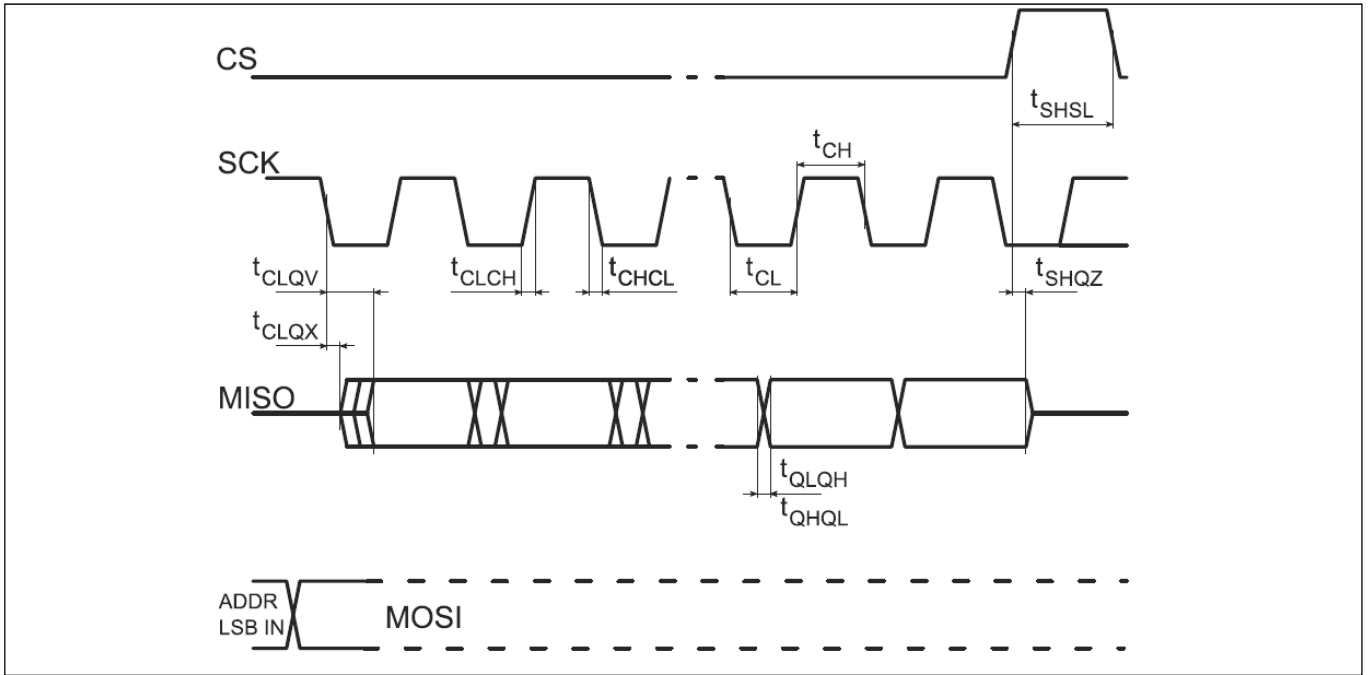 CS
tSHSL
SCK
tCH
tCLQV
tCLCH
tCHCL
tCL
tSHQZ
tCLQX
MISO
tQLQH
tQHQL
ADDR
LSB IN
MOSI